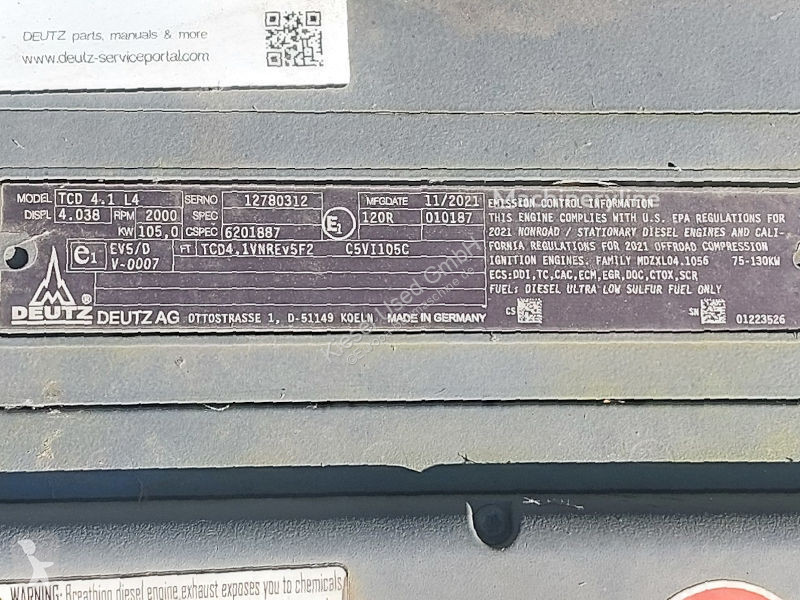 DEUTZ parts, manuals & more
www.deutz-serviceportal.com
MODEL TCD 4.1 L4 SERNO 12780312 MFGDATE 11/2021
DISPL 4.038 RPM 2000 SPEC E1 120R 010187
KW 105,0 CSPEC 6201887
e1 EV5/D FT TCD4,1VNREv5F2 C5VI105C
V-0007
EMISSION CONTROL INFORMATION
THIS ENGINE COMPLIES WITH U.S. EPA REGULATIONS FOR
2021 NONROAD / STATIONARY DIESEL ENGINES AND CALI-
FORNIA REGULATIONS FOR 2021 OFFROAD COMPRESSION
IGNITION ENGINES. FAMILY MDZXL04.1056 75-130KW
ECS:DDI,TC,CAC,ECM,EGR,DOC,CTOX,SCR
FUEL: DIESEL ULTRA LOW SULFUR FUEL ONLY
CS SN 01223526
DEUTZ ® DEUTZ AG OTTOSTRASSE 1, D-51149 KOELN MADE IN GERMANY
WARNING: Breathing diesel engine exhaust exposes you to chemicals